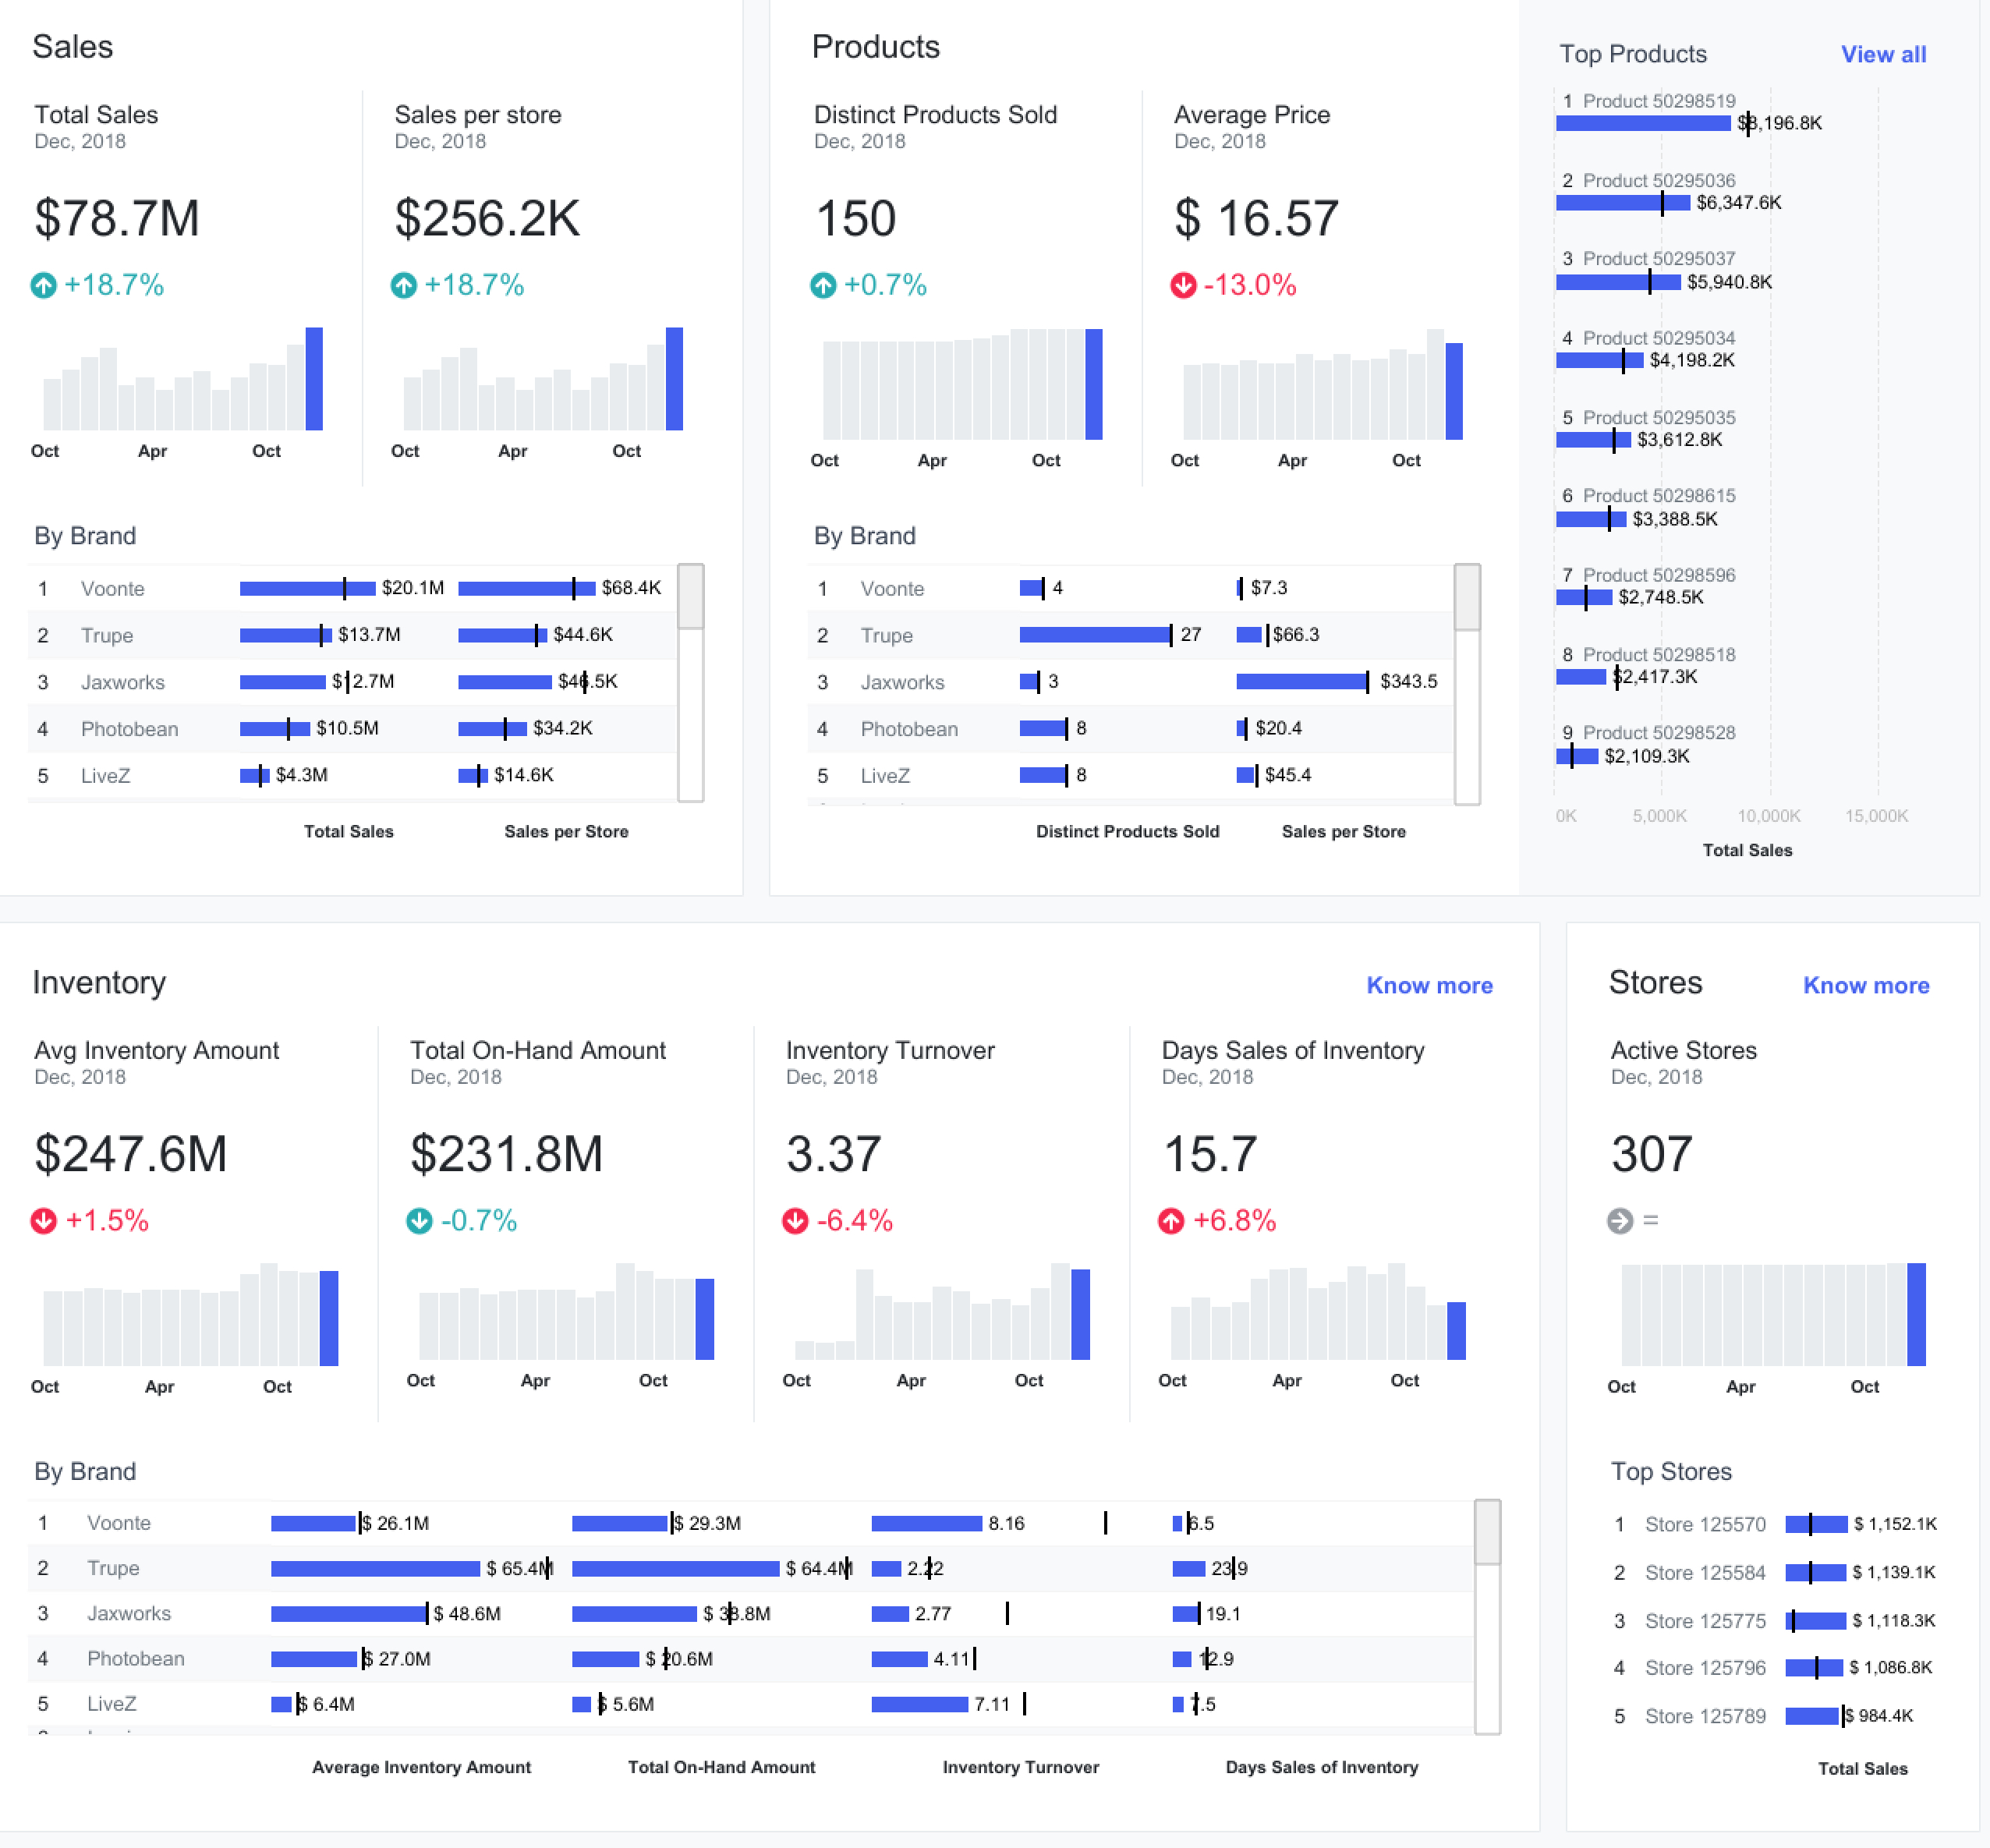 Sales
Total Sales
Dec, 2018
$78.7M
+18.7%
Oct Apr Oct
Sales per store
Dec, 2018
$256.2K
+18.7%
Oct Apr Oct
By Brand
1 Voonte $20.1M $68.4K
2 Trupe $13.7M $44.6K
3 Jaxworks $12.7M $46.5K
4 Photobean $10.5M $34.2K
5 LiveZ $4.3M $14.6K
Total Sales Sales per Store
Products
Distinct Products Sold
Dec, 2018
150
+0.7%
Oct Apr Oct
Average Price
Dec, 2018
$ 16.57
-13.0%
Oct Apr Oct
By Brand
1 Voonte 4 $7.3
2 Trupe 27 $66.3
3 Jaxworks 3 $343.5
4 Photobean 8 $20.4
5 LiveZ 8 $45.4
Distinct Products Sold Sales per Store
Top Products View all
1 Product 50298519
$8,196.8K
2 Product 50295036
$6,347.6K
3 Product 50295037
$5,940.8K
4 Product 50295034
$4,198.2K
5 Product 50295035
$3,612.8K
6 Product 50298615
$3,388.5K
7 Product 50298596
$2,748.5K
8 Product 50298518
$2,417.3K
9 Product 50298528
$2,109.3K
0K 5,000K 10,000K 15,000K
Total Sales
Inventory Know more
Avg Inventory Amount
Dec, 2018
$247.6M
+1.5%
Oct Apr Oct
Total On-Hand Amount
Dec, 2018
$231.8M
-0.7%
Oct Apr Oct
Inventory Turnover
Dec, 2018
3.37
-6.4%
Oct Apr Oct
Days Sales of Inventory
Dec, 2018
15.7
+6.8%
Oct Apr Oct
By Brand
1 Voonte $ 26.1M $ 29.3M 8.16 6.5
2 Trupe $ 65.4M $ 64.4M 2.22 23.9
3 Jaxworks $ 48.6M $ 38.8M 2.77 19.1
4 Photobean $ 27.0M $ 20.6M 4.11 12.9
5 LiveZ $ 6.4M $ 5.6M 7.11 7.5
Average Inventory Amount Total On-Hand Amount Inventory Turnover Days Sales of Inventory
Stores Know more
Active Stores
Dec, 2018
307
=
Oct Apr Oct
Top Stores
1 Store 125570 $ 1,152.1K
2 Store 125584 $ 1,139.1K
3 Store 125775 $ 1,118.3K
4 Store 125796 $ 1,086.8K
5 Store 125789 $ 984.4K
Total Sales